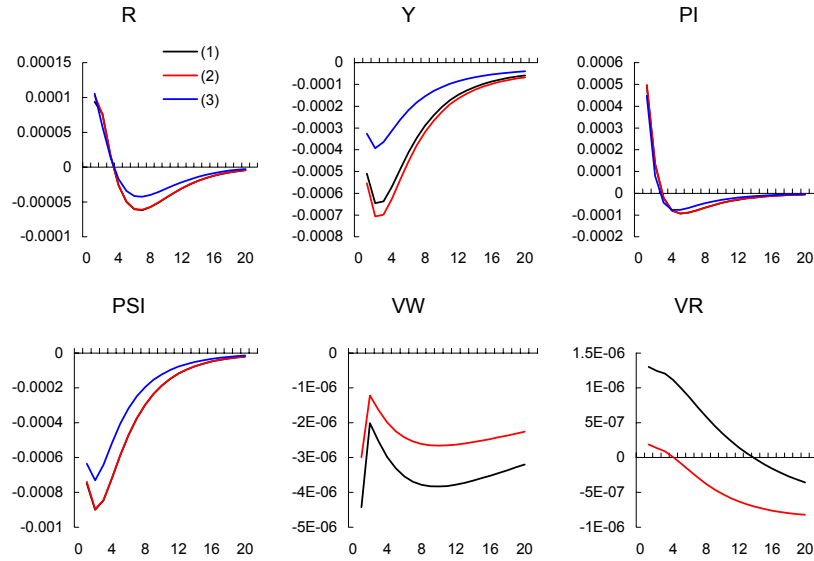 R
0.00015
0.0001
0.00005
0
-0.00005
-0.0001
0 4 8 12 16 20
(1)
(2)
(3)
Y
0
-0.0001
-0.0002
-0.0003
-0.0004
-0.0005
-0.0006
-0.0007
-0.0008
0 4 8 12 16 20
PI
0.0006
0.0005
0.0004
0.0003
0.0002
0.0001
0
-0.0001
-0.0002
0 4 8 12 16 20
PSI
0
-0.0002
-0.0004
-0.0006
-0.0008
-0.001
0 4 8 12 16 20
VW
0
-1E-06
-2E-06
-3E-06
-4E-06
-5E-06
0 4 8 12 16 20
VR
1.5E-06
1E-06
5E-07
0
-5E-07
-1E-06
0 4 8 12 16 20